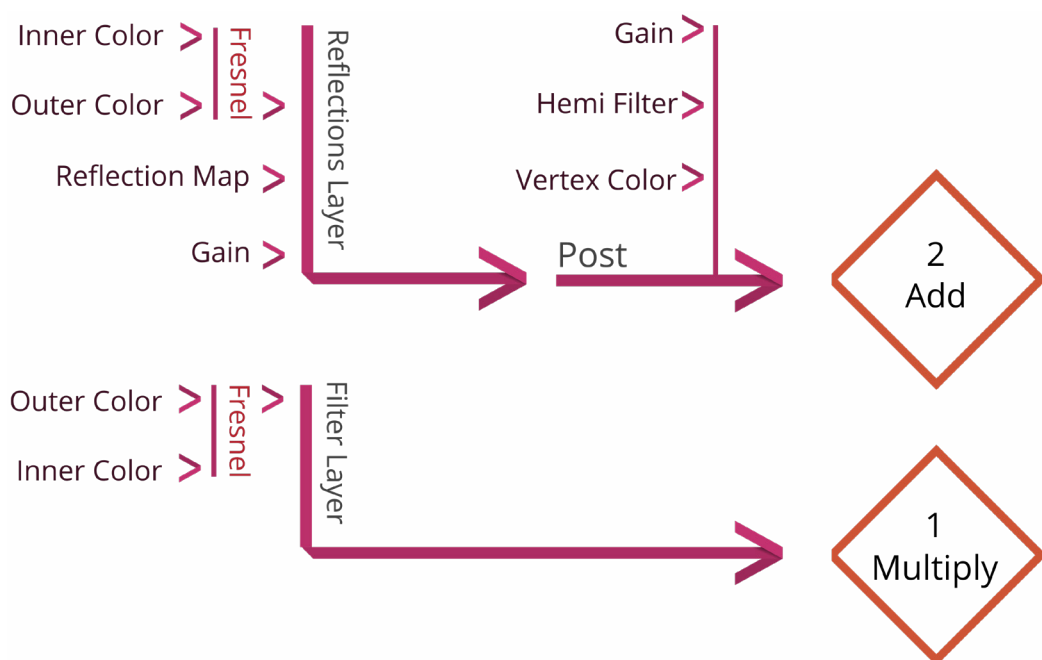 Inner Color
Outer Color
Fresnel
Reflection Map
Gain
Reflections Layer
Gain
Hemi Filter
Vertex Color
Post
2
Add
Outer Color
Inner Color
Fresnel
Filter Layer
1
Multiply